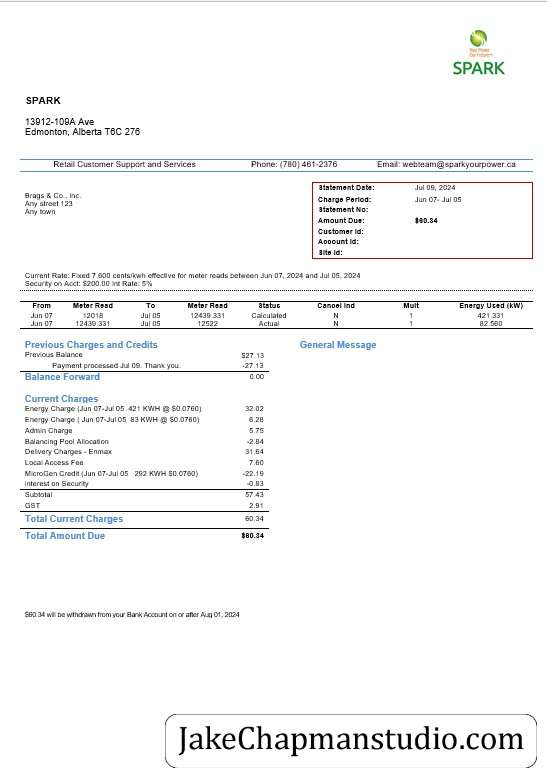 Your Power
Our Future™
SPARK
SPARK
13912-109A Ave
Edmonton, Alberta T6C 276
Retail Customer Support and Services Phone: (780) 461-2376 Email: webteam@sparkyourpower.ca
Brags & Co., Inc.
Any street 123
Any town
Statement Date: Jul 09, 2024
Charge Period: Jun 07- Jul 05
Statement No:
Amount Due: $60.34
Customer Id:
Account Id:
Site Id:
Current Rate: Fixed 7.600 cents/kwh effective for meter reads between Jun 07, 2024 and Jul 05, 2024
Security on Acct: $200.00 Int Rate: 5%
From Meter Read To Meter Read Status Cancel Ind Mult Energy Used (kW)
Jun 07 12018 Jul 05 12439.331 Calculated N 1 421.331
Jun 07 12439.331 Jul 05 12522 Actual N 1 82.560
Previous Charges and Credits
Previous Balance $27.13
Payment processed Jul 09. Thank you. -27.13
Balance Forward 0.00
General Message
Current Charges
Energy Charge (Jun 07-Jul 05 421 KWH @ $0.0760) 32.02
Energy Charge ( Jun 07-Jul 05 83 KWH @ $0.0760) 6.28
Admin Charge 5.75
Balancing Pool Allocation -2.84
Delivery Charges - Enmax 31.64
Local Access Fee 7.60
MicroGen Credit (Jun 07-Jul 05 292 KWH $0.0760) -22.19
interest on Security -0.83
Subtotal 57.43
GST 2.91
Total Current Charges 60.34
Total Amount Due $60.34
$60.34 will be withdrawn from your Bank Account on or after Aug 01, 2024
JakeChapmanstudio.com